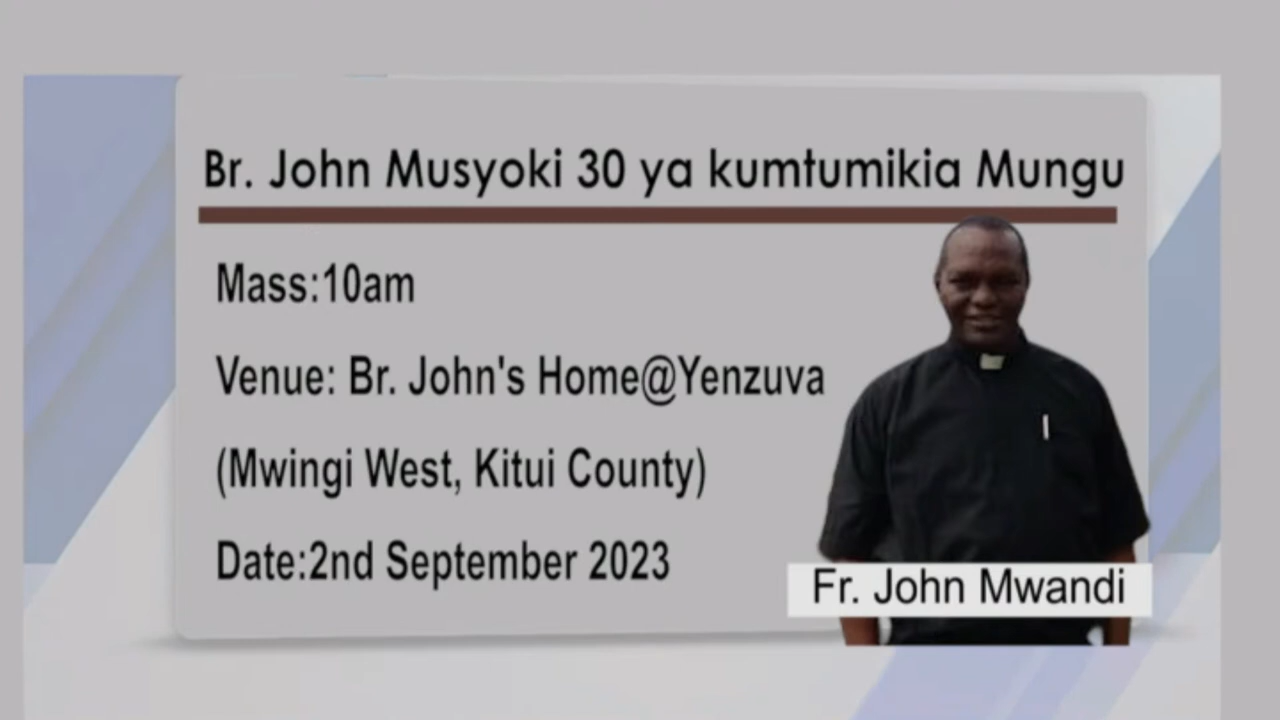 Br. John Musyoki 30 ya kumtumikia Mungu
Mass:10am
Venue: Br. John's Home@Yenzuva
(Mwingi West, Kitui County)
Date:2nd September 2023
Fr. John Mwandi